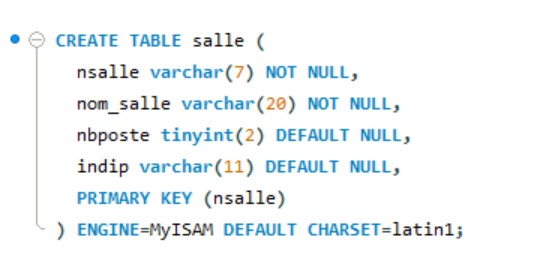 CREATE TABLE salle (
nsalle varchar(7) NOT NULL,
nom_salle varchar(20) NOT NULL,
nbposte tinyint(2) DEFAULT NULL,
indip varchar(11) DEFAULT NULL,
PRIMARY KEY (nsalle)
) ENGINE=MyISAM DEFAULT CHARSET=latin1;